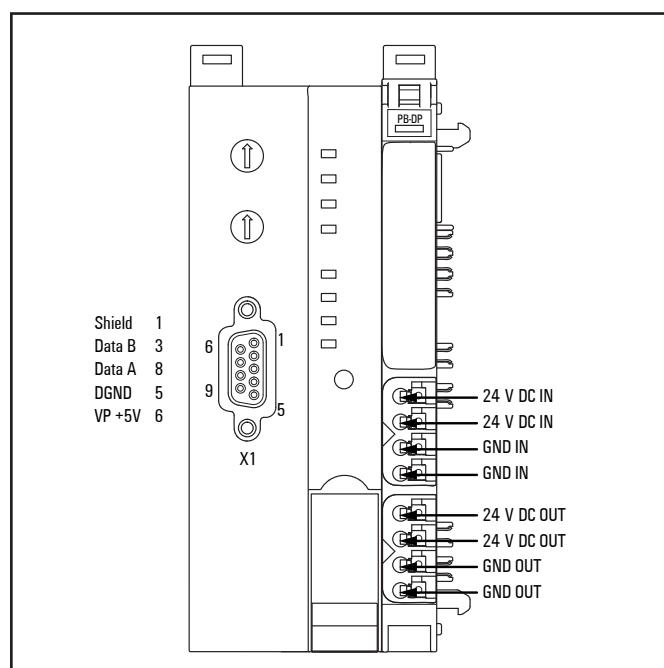 PB-DP
Shield 1
Data B 3
Data A 8
DGND 5
VP +5V 6
6
1
9
5
X1
24 V DC IN
24 V DC IN
GND IN
GND IN
24 V DC OUT
24 V DC OUT
GND OUT
GND OUT